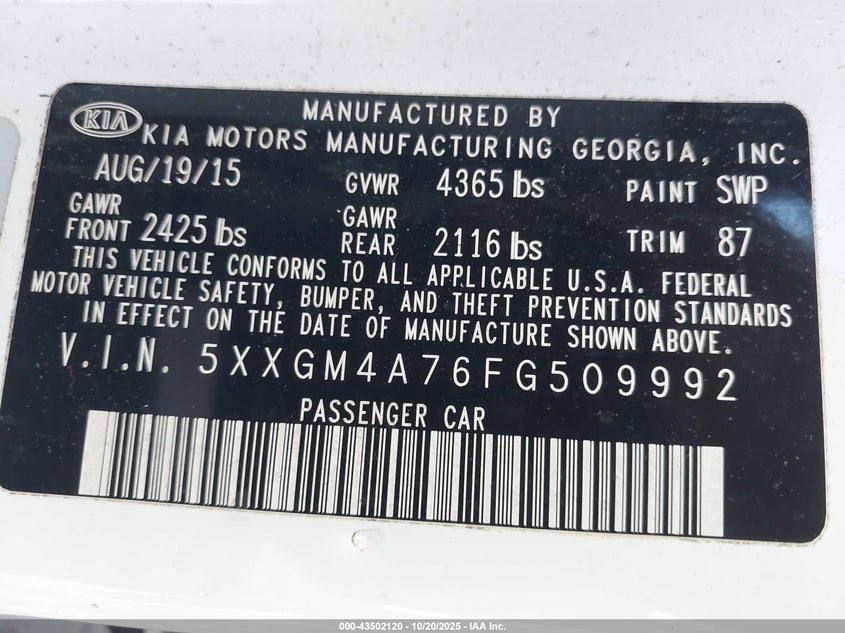 MANUFACTURED BY
KIA KIA MOTORS MANUFACTURING GEORGIA, INC.
AUG/19/15 GVWR 4365 lbs PAINT SWP
GAWR FRONT 2425 lbs GAWR REAR 2116 lbs TRIM 87
THIS VEHICLE CONFORMS TO ALL APPLICABLE U.S.A. FEDERAL
MOTOR VEHICLE SAFETY, BUMPER, AND THEFT PREVENTION STANDARDS
IN EFFECT ON THE DATE OF MANUFACTURE SHOWN ABOVE.
V.I.N. 5XXGM4A76FG509992
PASSENGER CAR
000-43502120 - 10/20/2025 - IAA Inc.